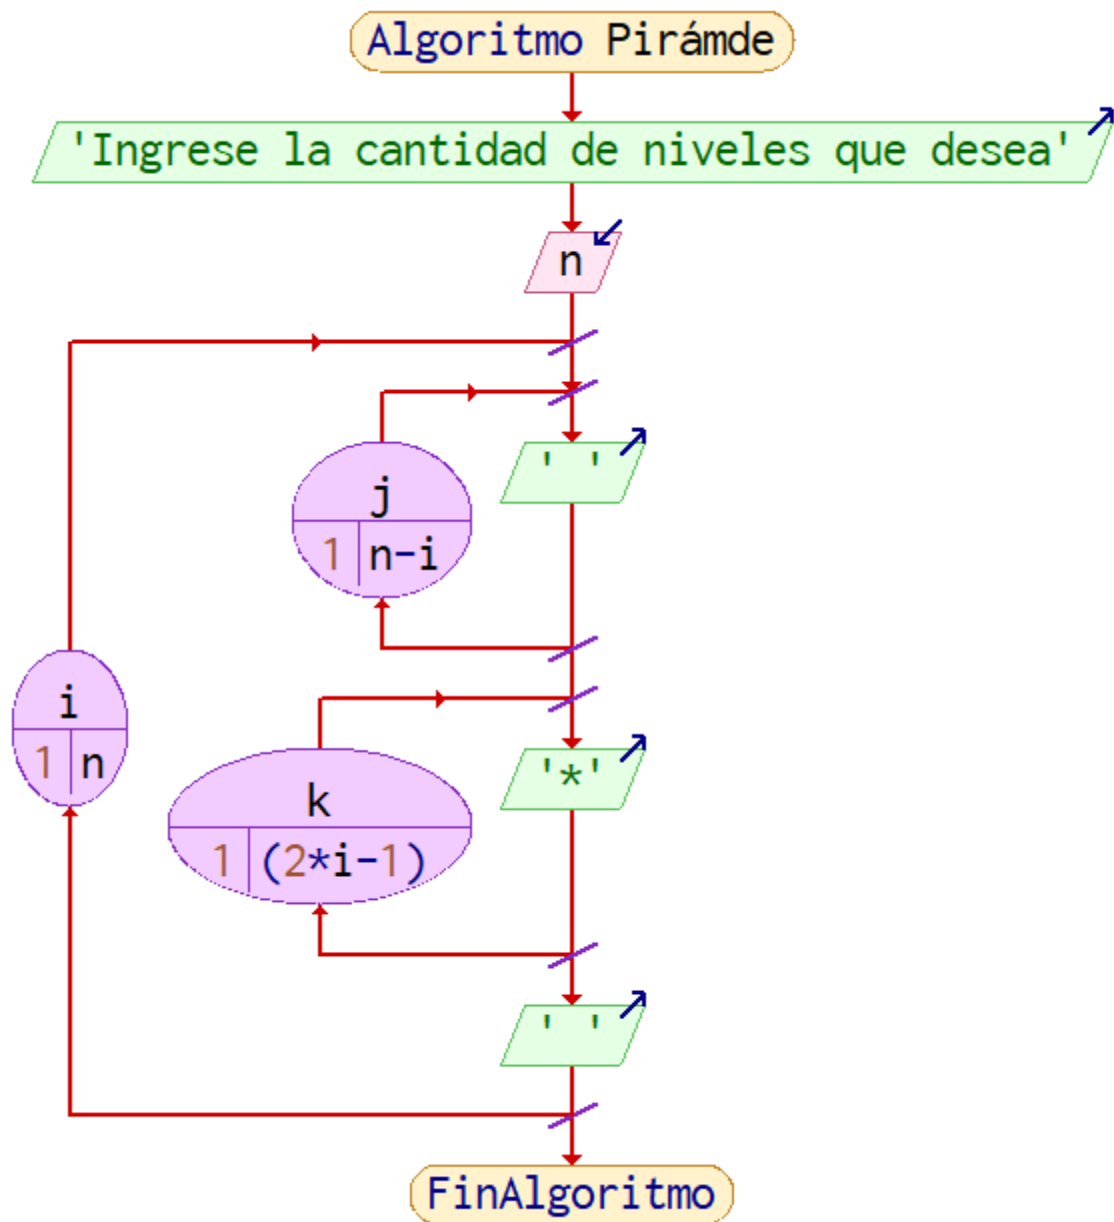 Algoritmo Pirámde
'Ingrese la cantidad de niveles que desea'
n
' '
j
1 n-i
i
1 n
'*'
k
1 (2*i-1)
' '
FinAlgoritmo